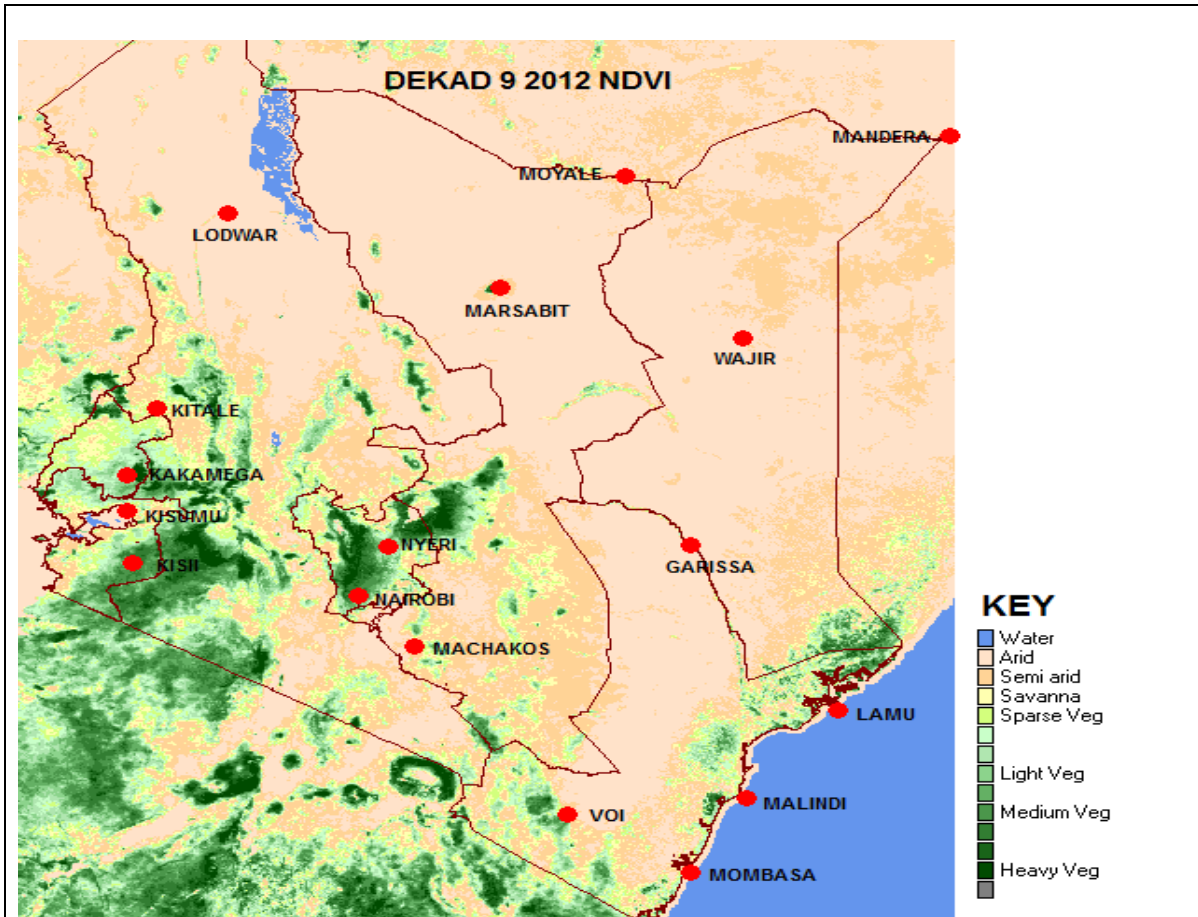 DEKAD 9 2012 NDVI
MANDERA
MOYALE
LODWAR
MARSABIT
WAJIR
KITALE
KAKAMEGA
KISUMU
NYERI
GARISSA
KISII
NAIROBI
MACHAKOS
LAMU
MALINDI
VOI
MOMBASA
KEY
Water
Arid
Semi arid
Savanna
Sparse Veg
Light Veg
Medium Veg
Heavy Veg